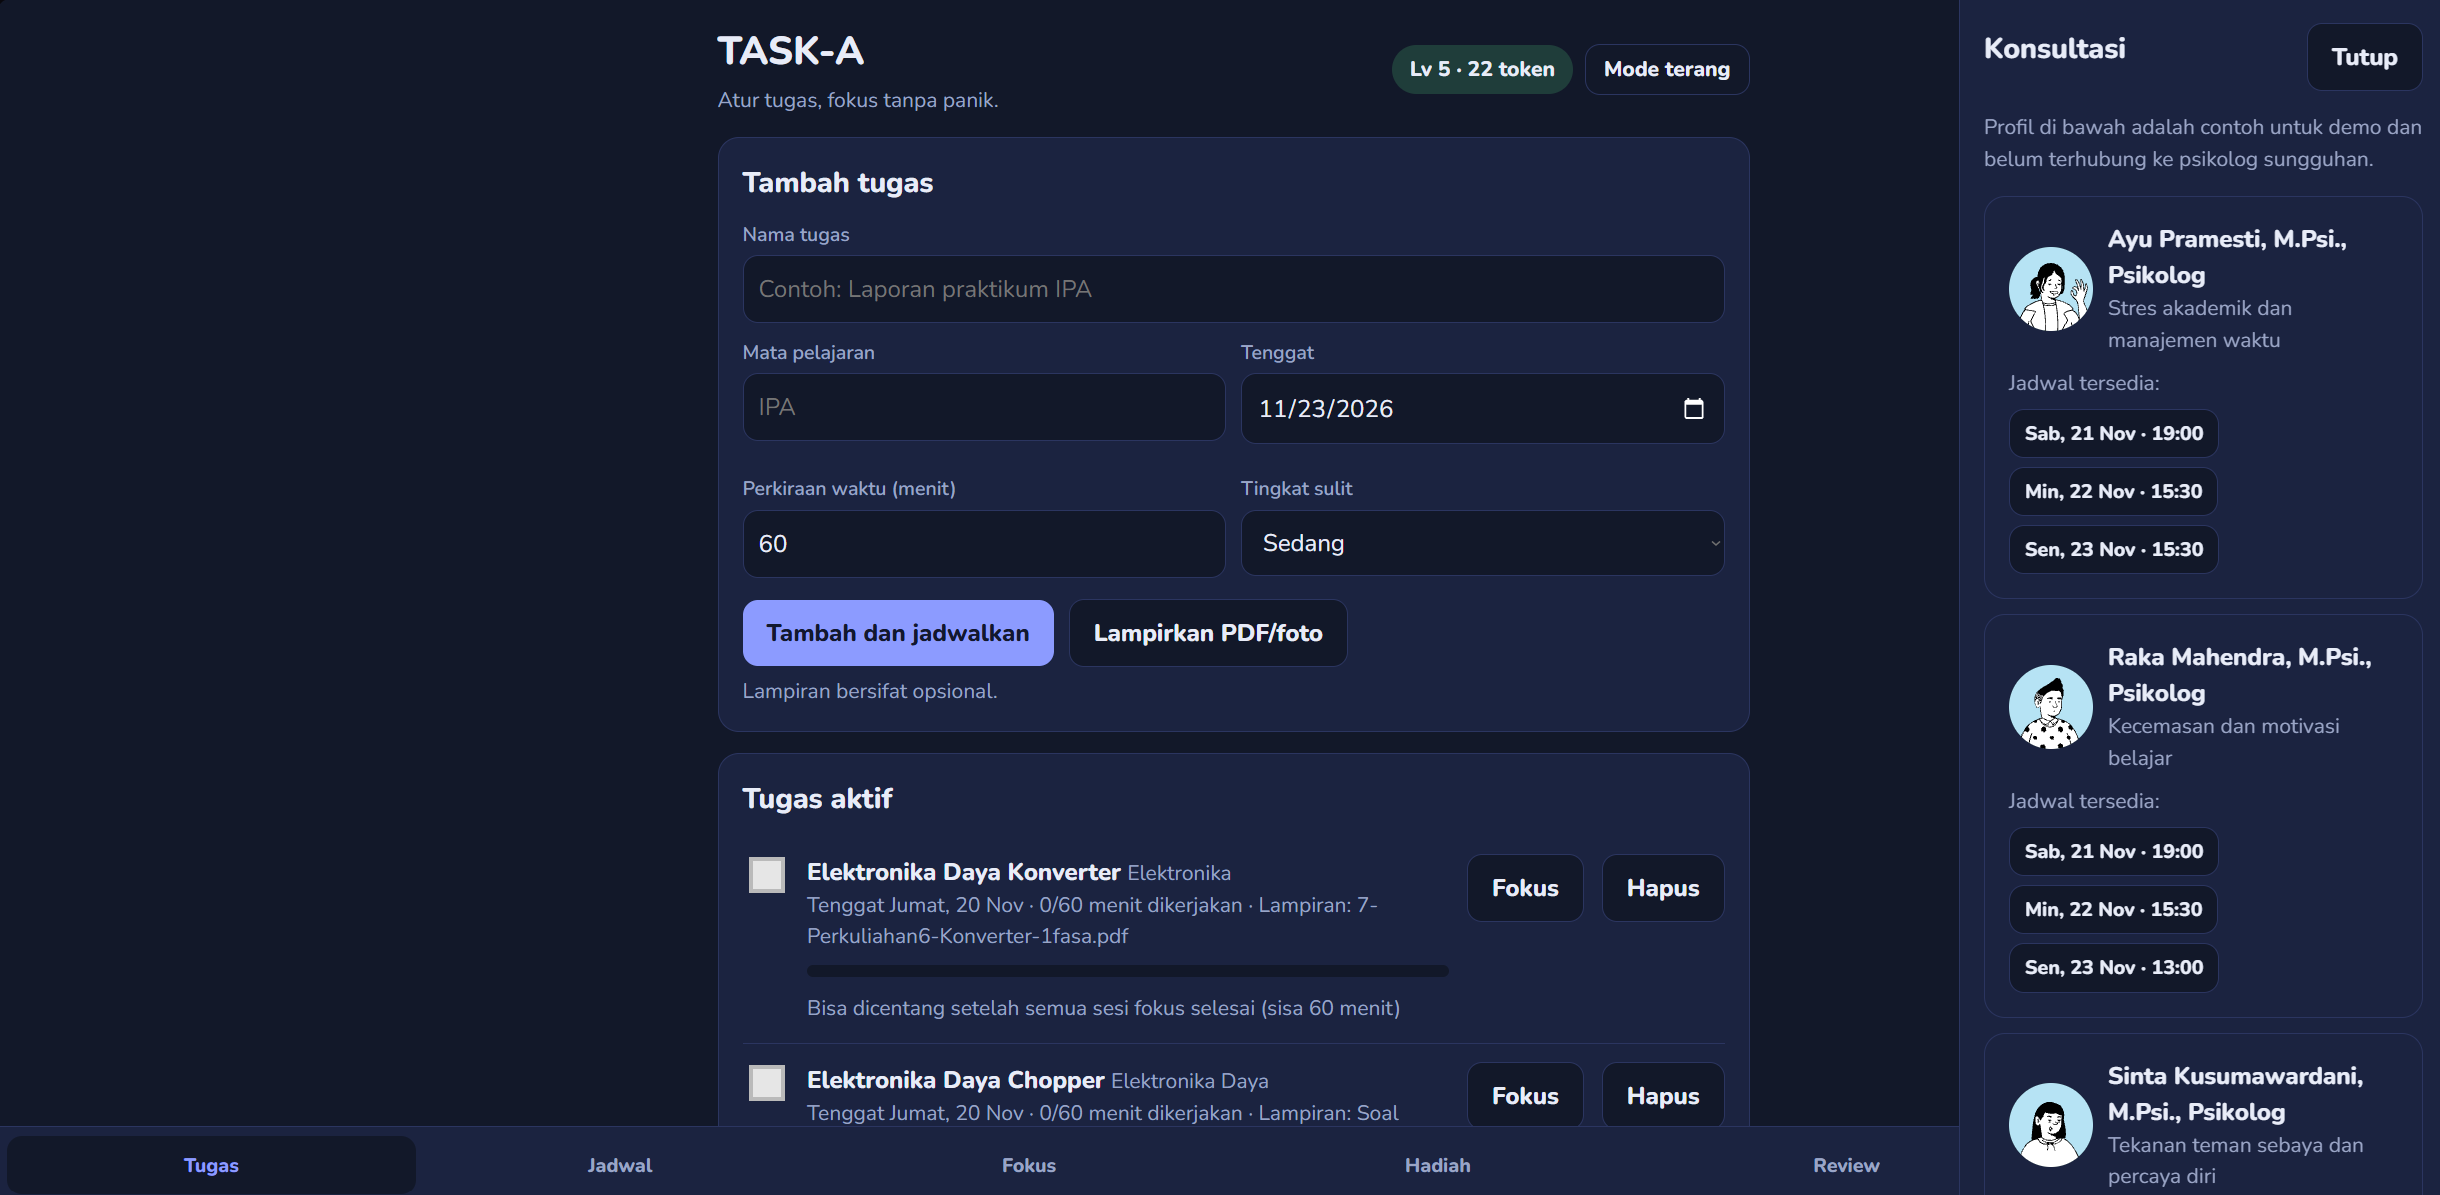 TASK-A
Atur tugas, fokus tanpa panik.
Lv 5 · 22 token
Mode terang
Tambah tugas
Nama tugas
Contoh: Laporan praktikum IPA
Mata pelajaran
Tenggat
IPA
11/23/2026
Perkiraan waktu (menit)
Tingkat sulit
60
Sedang
Tambah dan jadwalkan
Lampirkan PDF/foto
Lampiran bersifat opsional.
Tugas aktif
Elektronika Daya Konverter Elektronika
Tenggat Jumat, 20 Nov · 0/60 menit dikerjakan · Lampiran: 7-
Perkuliahan6-Konverter-1fasa.pdf
Bisa dicentang setelah semua sesi fokus selesai (sisa 60 menit)
Fokus
Hapus
Elektronika Daya Chopper Elektronika Daya
Tenggat Jumat, 20 Nov · 0/60 menit dikerjakan · Lampiran: Soal
Fokus
Hapus
Tugas
Jadwal
Fokus
Hadiah
Review
Konsultasi
Tutup
Profil di bawah adalah contoh untuk demo dan
belum terhubung ke psikolog sungguhan.
Ayu Pramesti, M.Psi.,
Psikolog
Stres akademik dan
manajemen waktu
Jadwal tersedia:
Sab, 21 Nov · 19:00
Min, 22 Nov · 15:30
Sen, 23 Nov · 15:30
Raka Mahendra, M.Psi.,
Psikolog
Kecemasan dan motivasi
belajar
Jadwal tersedia:
Sab, 21 Nov · 19:00
Min, 22 Nov · 15:30
Sen, 23 Nov · 13:00
Sinta Kusumawardani,
M.Psi., Psikolog
Tekanan teman sebaya dan
percaya diri